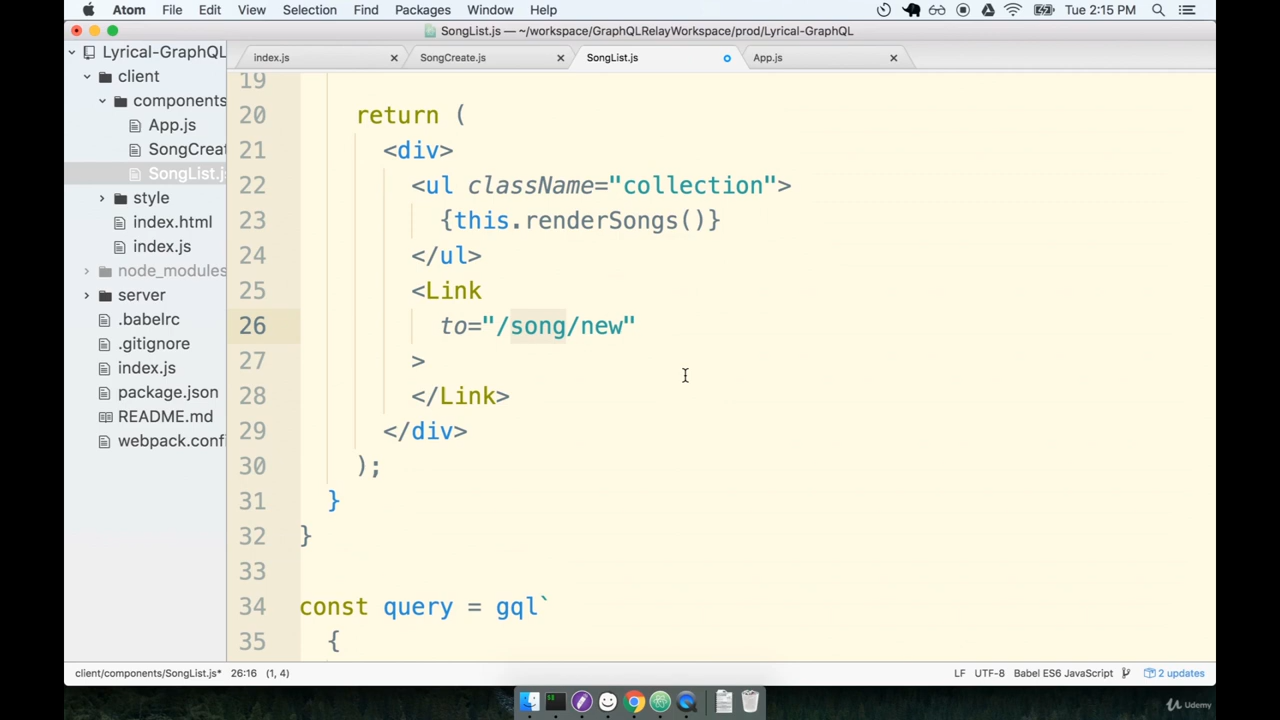 Atom File Edit View Selection Find Packages Window Help Tue 2:15 PM
SongList.js — ~/workspace/GraphQLRelayWorkspace/prod/Lyrical-GraphQL
Lyrical-GraphQL
client
components
App.js
SongCreat
SongList.js
style
index.html
index.js
node_modules
server
.babelrc
.gitignore
index.js
package.json
README.md
webpack.confi
index.js SongCreate.js SongList.js App.js
19
20 return (
21 <div>
22 <ul className="collection">
23 {this.renderSongs()}
24 </ul>
25 <Link
26 to="/song/new"
27 >
28 </Link>
29 </div>
30 );
31 }
32 }
33
34 const query = gql`
35 {
client/components/SongList.js* 26:16 (1, 4) LF UTF-8 Babel ES6 JavaScript 2 updates
Udemy